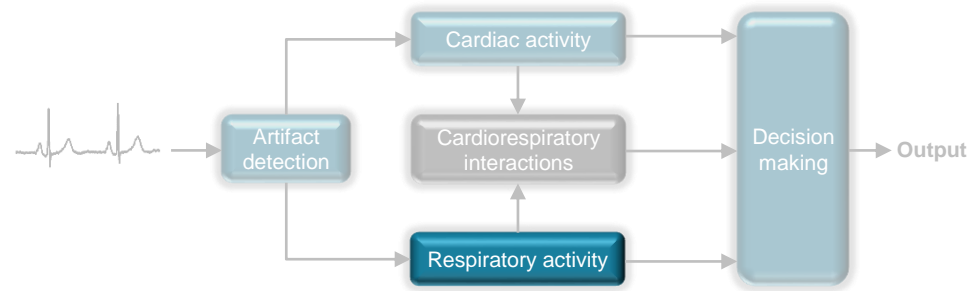 Cardiac activity
Artifact
detection
Cardiorespiratory
interactions
Decision
making
Output
Respiratory activity